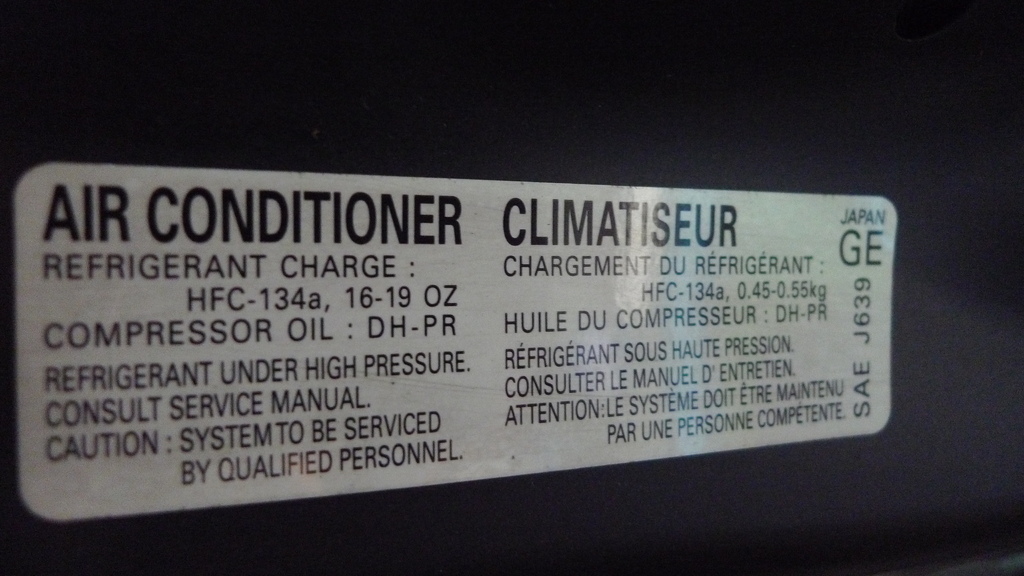 AIR CONDITIONER
REFRIGERANT CHARGE :
HFC-134a, 16-19 OZ
COMPRESSOR OIL : DH-PR
REFRIGERANT UNDER HIGH PRESSURE.
CONSULT SERVICE MANUAL.
CAUTION : SYSTEM TO BE SERVICED
BY QUALIFIED PERSONNEL.
CLIMATISEUR
CHARGEMENT DU RÉFRIGÉRANT :
HFC-134a, 0.45-0.55kg
HUILE DU COMPRESSEUR : DH-PR
RÉFRIGÉRANT SOUS HAUTE PRESSION.
CONSULTER LE MANUEL D'ENTRETIEN.
ATTENTION:LE SYSTÈME DOIT ÊTRE MAINTENU
PAR UNE PERSONNE COMPÉTENTE.
JAPAN
GE
SAE J639